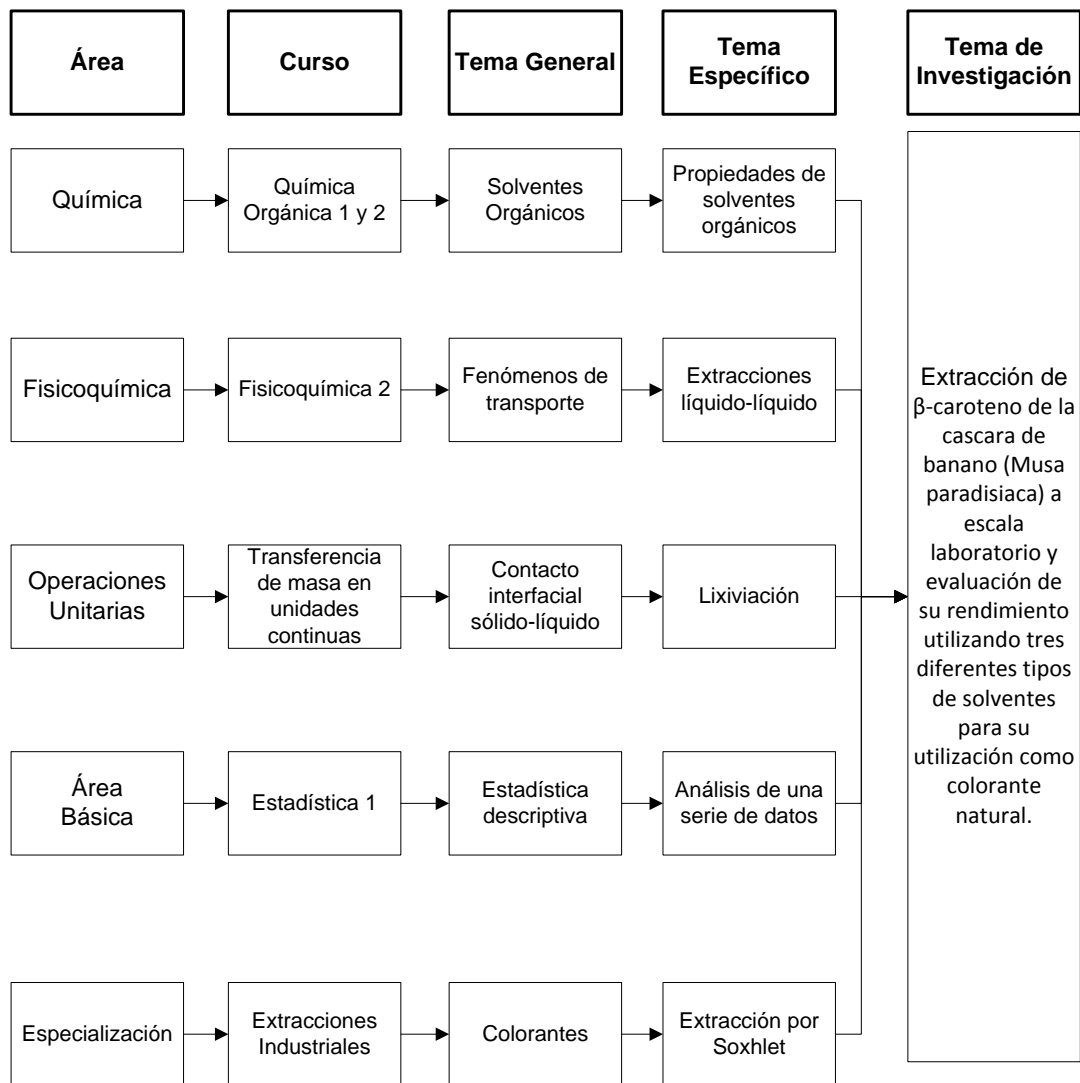 Área
Curso
Tema General
Tema
Específico
Tema de
Investigación
Química
Química
Orgánica 1 y 2
Solventes
Orgánicos
Propiedades de
solventes
orgánicos
Fisicoquímica
Fisicoquímica 2
Fenómenos de
transporte
Extracciones
líquido-líquido
Operaciones
Unitarias
Transferencia
de masa en
unidades
continuas
Contacto
interfacial
sólido-líquido
Lixiviación
Área
Básica
Estadística 1
Estadística
descriptiva
Análisis de una
serie de datos
Especialización
Extracciones
Industriales
Colorantes
Extracción por
Soxhlet
Extracción de
β-caroteno de la
cascara de
banano (Musa
paradisiaca) a
escala
laboratorio y
evaluación de
su rendimiento
utilizando tres
diferentes tipos
de solventes
para su
utilización como
colorante
natural.